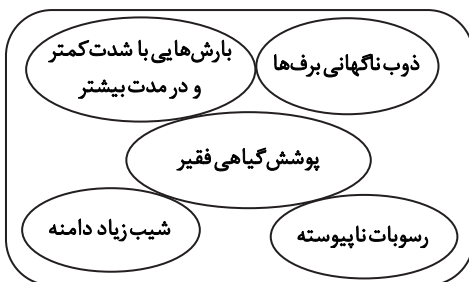 ذوب ناگهانی برف‌ها
بارش‌هایی با شدت کمتر
و در مدت بیشتر
پوشش گیاهی فقیر
رسوبات ناپیوسته
شیب زیاد دامنه